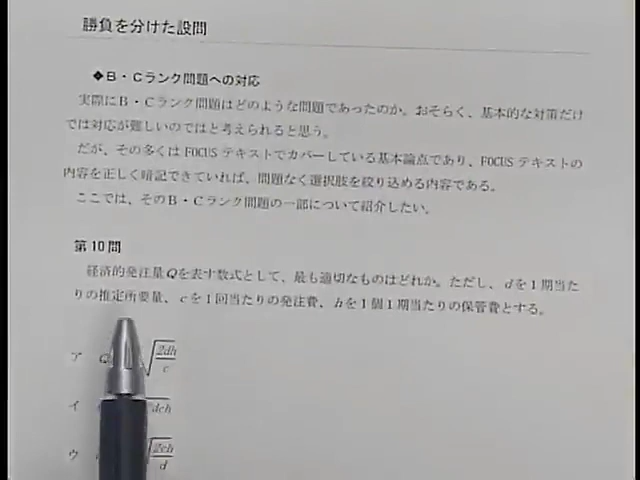 勝負を分けた設問
◆B・Cランク問題への対応
実際にB・Cランク問題はどのような問題であったのか。おそらく、基本的な対策だけ
では対応が難しいのではと考えられると思う。
だが、その多くはFOCUSテキストでカバーしている基本論点であり、FOCUSテキストの
内容を正しく暗記できていれば、問題なく選択肢を絞り込める内容である。
ここでは、そのB・Cランク問題の一部について紹介したい。
第10問
経済的発注量Qを表す数式として、最も適切なものはどれか。ただし、dを1期当た
りの推定所要量、cを1回当たりの発注費、hを1個1期当たりの保管費とする。
ア Q √2dh/c
イ 2dch
ウ √2ch/d